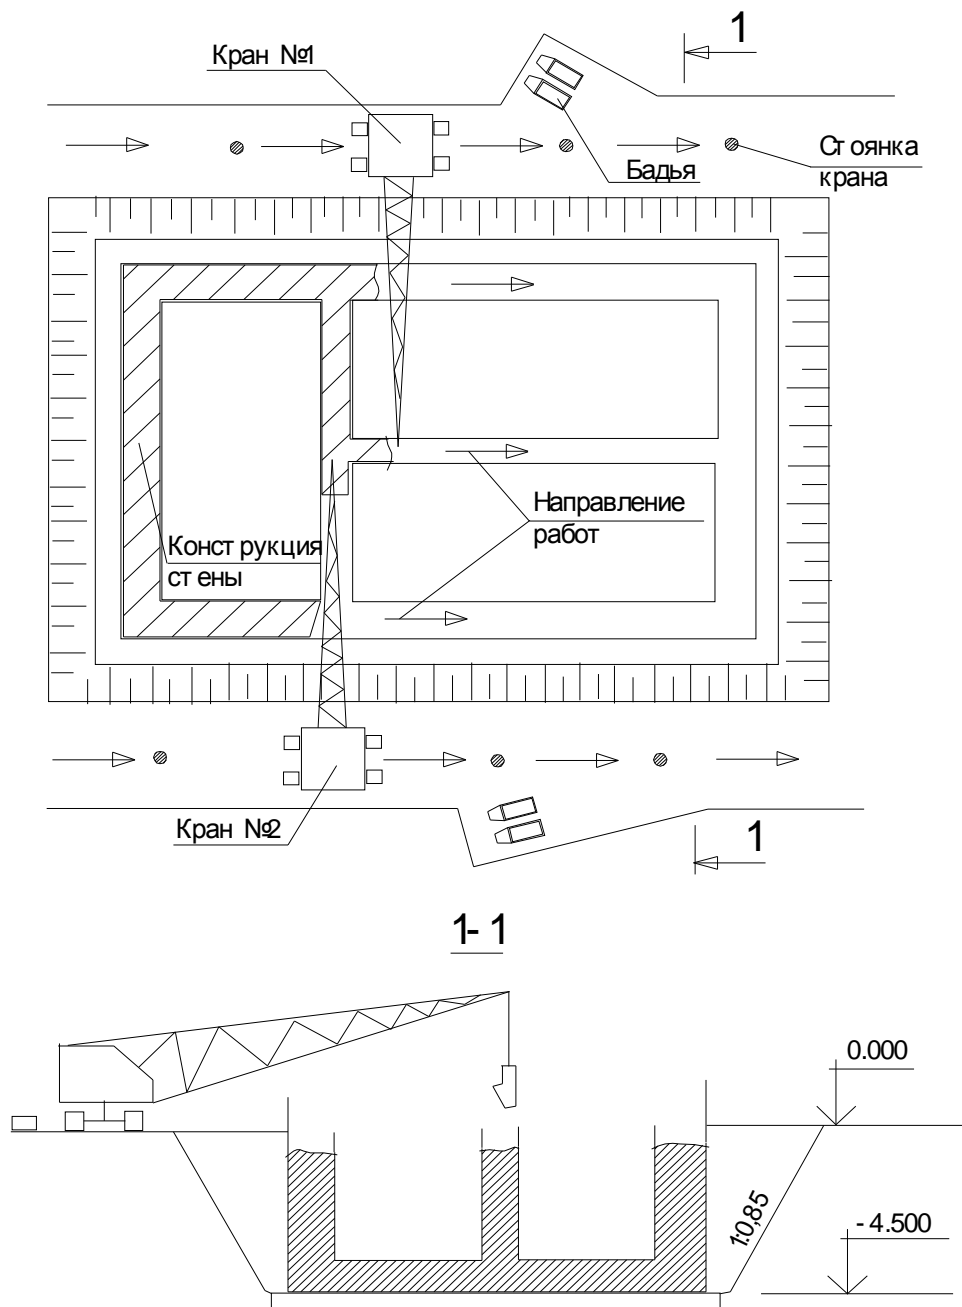 Кран №1
1
Стоянка
крана
Бадья
Направление
работ
Конструкция
стены
Кран №2
1
1-1
0.000
1:0,85
-4.500